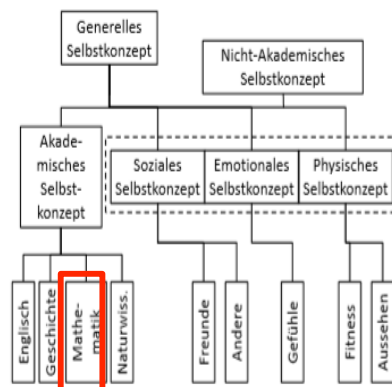 Generelles
Selbstkonzept
Nicht-Akademisches
Selbstkonzept
Akade-
misches
Selbst-
konzept
Soziales
Selbstkonzept
Emotionales
Selbstkonzept
Physisches
Selbstkonzept
Englisch
Geschichte
Mathe-
matik
Naturwiss.
Freunde
Andere
Gefühle
Fitness
Aussehen